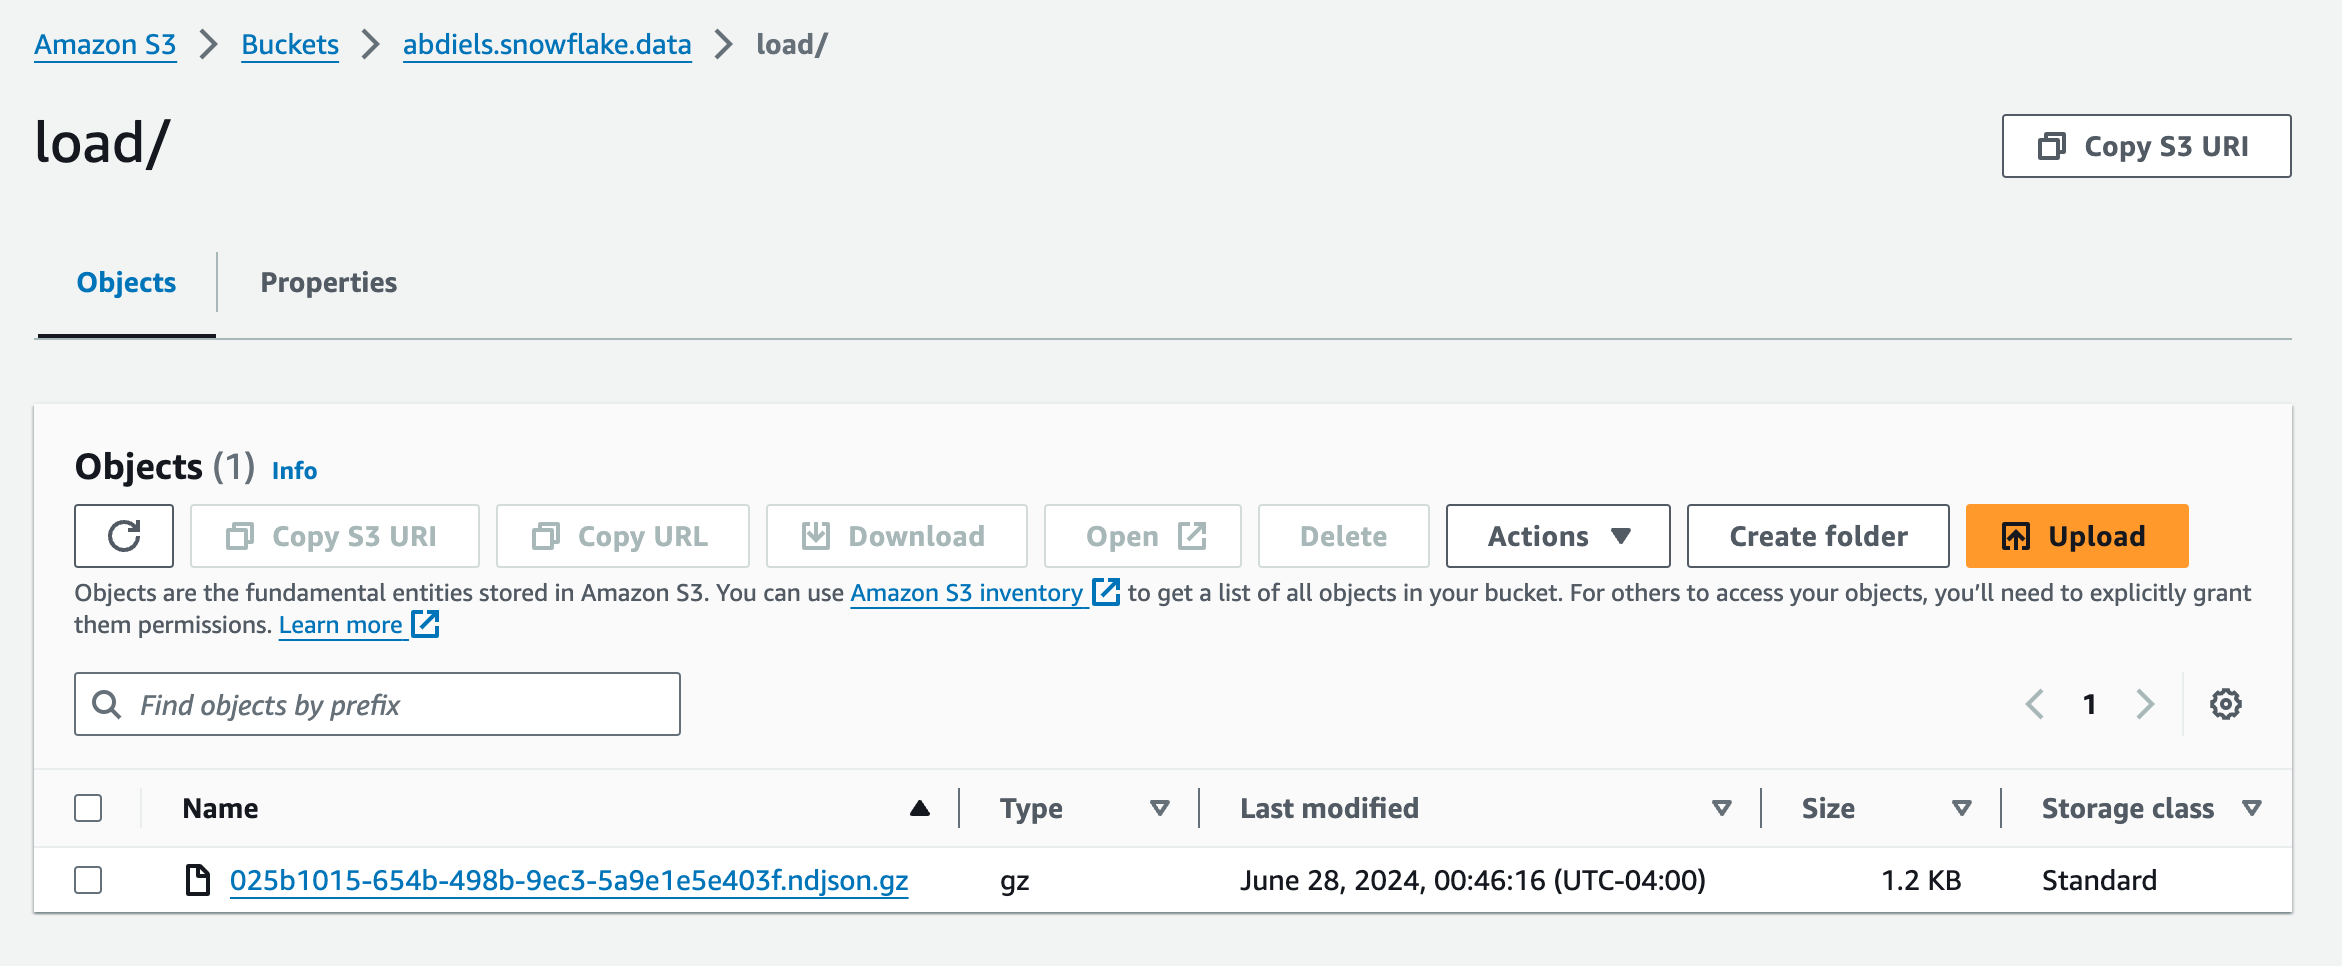 Amazon S3 > Buckets > abdiels.snowflake.data > load/
load/
Copy S3 URI
Objects Properties
Objects (1) Info
Copy S3 URI Copy URL Download Open Delete Actions Create folder Upload
Objects are the fundamental entities stored in Amazon S3. You can use Amazon S3 inventory to get a list of all objects in your bucket. For others to access your objects, you’ll need to explicitly grant
them permissions. Learn more
Find objects by prefix
1
Name Type Last modified Size Storage class
025b1015-654b-498b-9ec3-5a9e1e5e403f.ndjson.gz gz June 28, 2024, 00:46:16 (UTC-04:00) 1.2 KB Standard